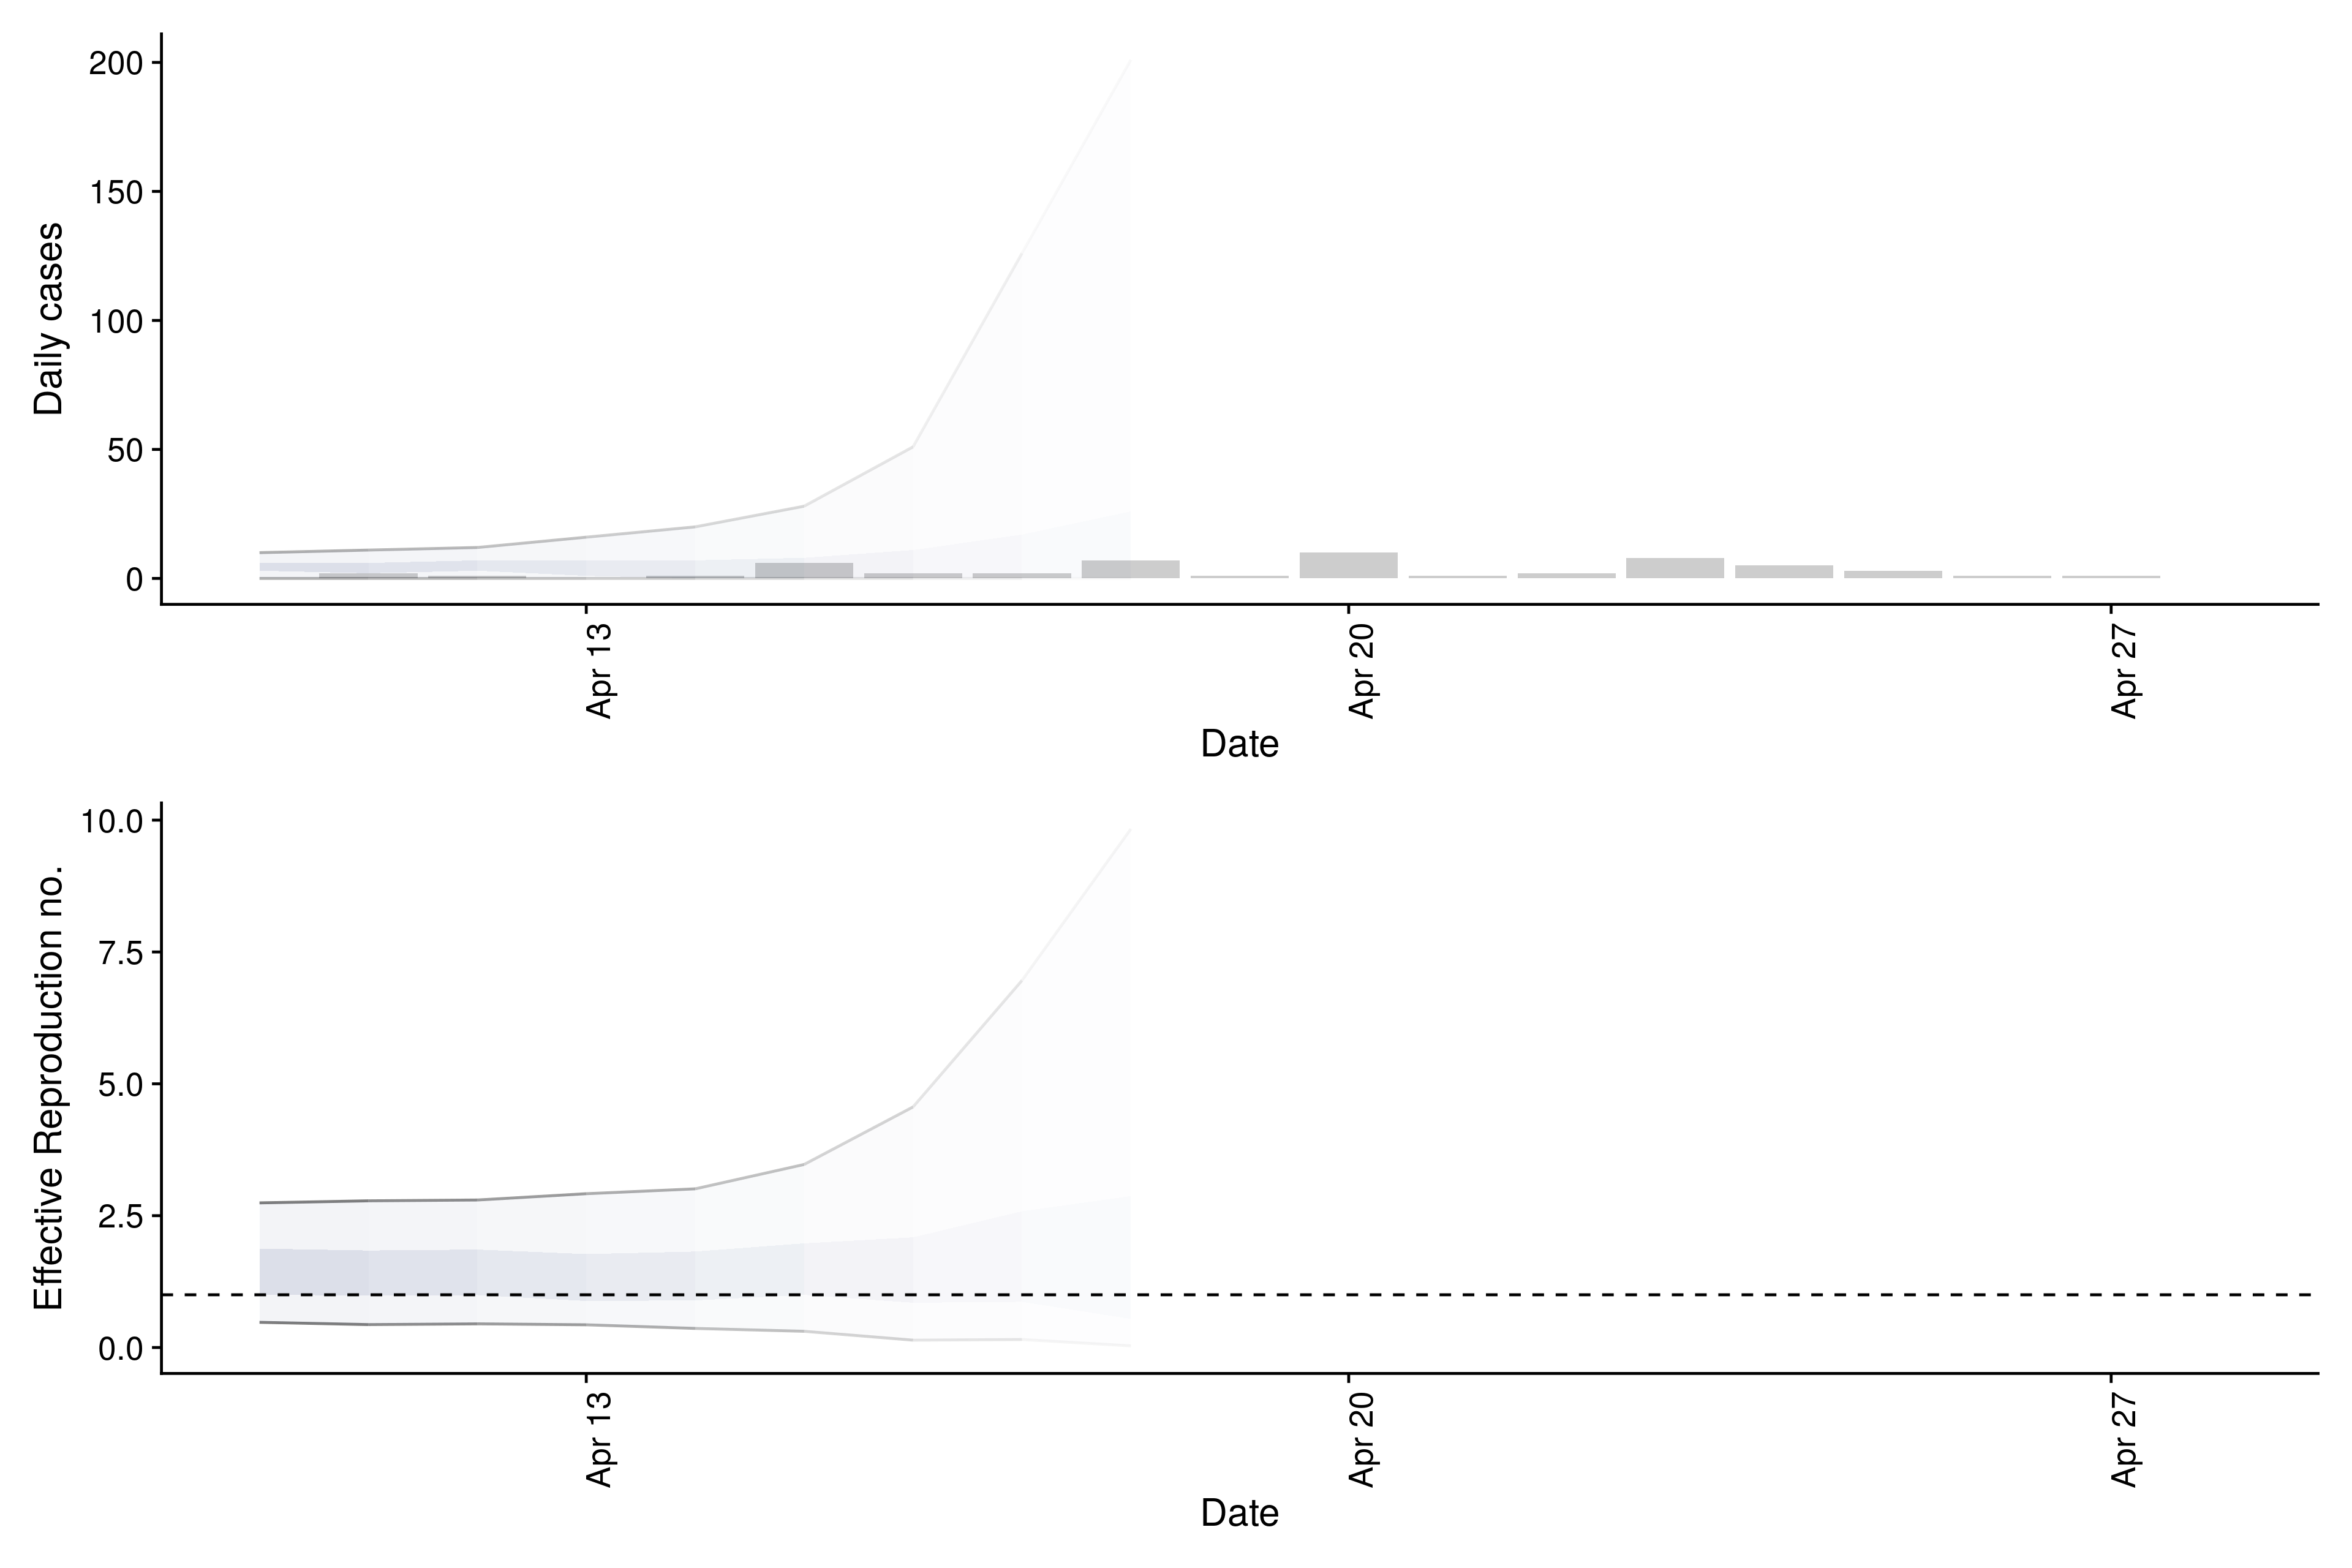 200
150
100
50
0
Daily cases
Apr 13
Apr 20
Apr 27
Date
10.0
7.5
5.0
2.5
0.0
Effective Reproduction no.
Apr 13
Apr 20
Apr 27
Date